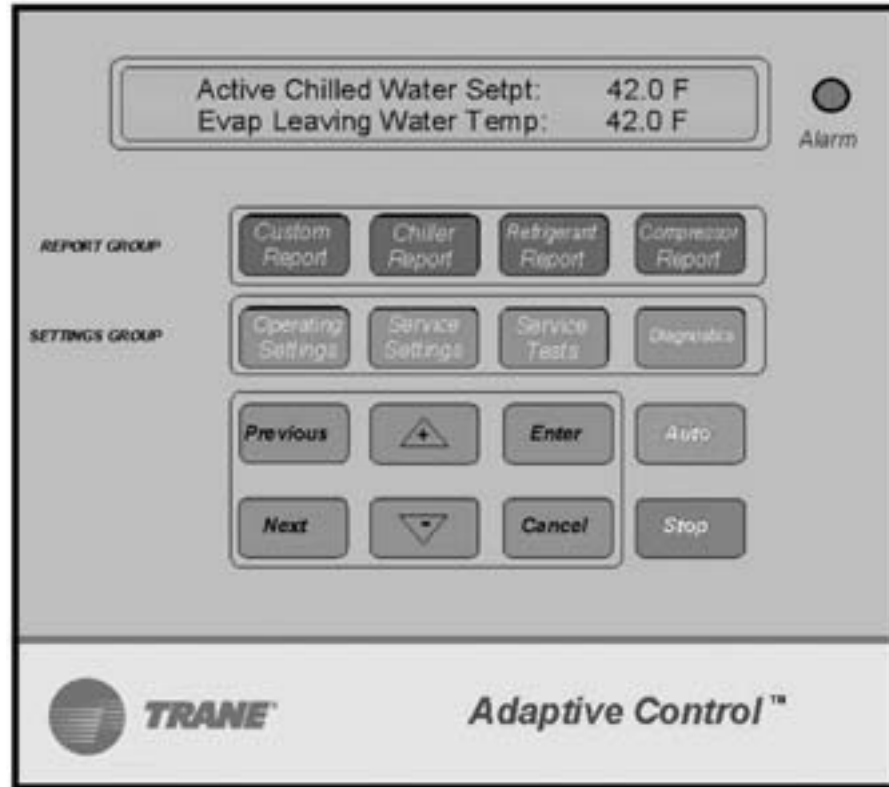 Active Chilled Water Setpt: 42.0 F
Evap Leaving Water Temp: 42.0 F
Alarm
REPORT GROUP
Custom Report
Chiller Report
Refrigerant Report
Compressor Report
SETTINGS GROUP
Operating Settings
Service Settings
Service Tests
Diagnostics
Previous
+
Enter
Auto
Next
-
Cancel
Stop
TRANE
Adaptive Control™